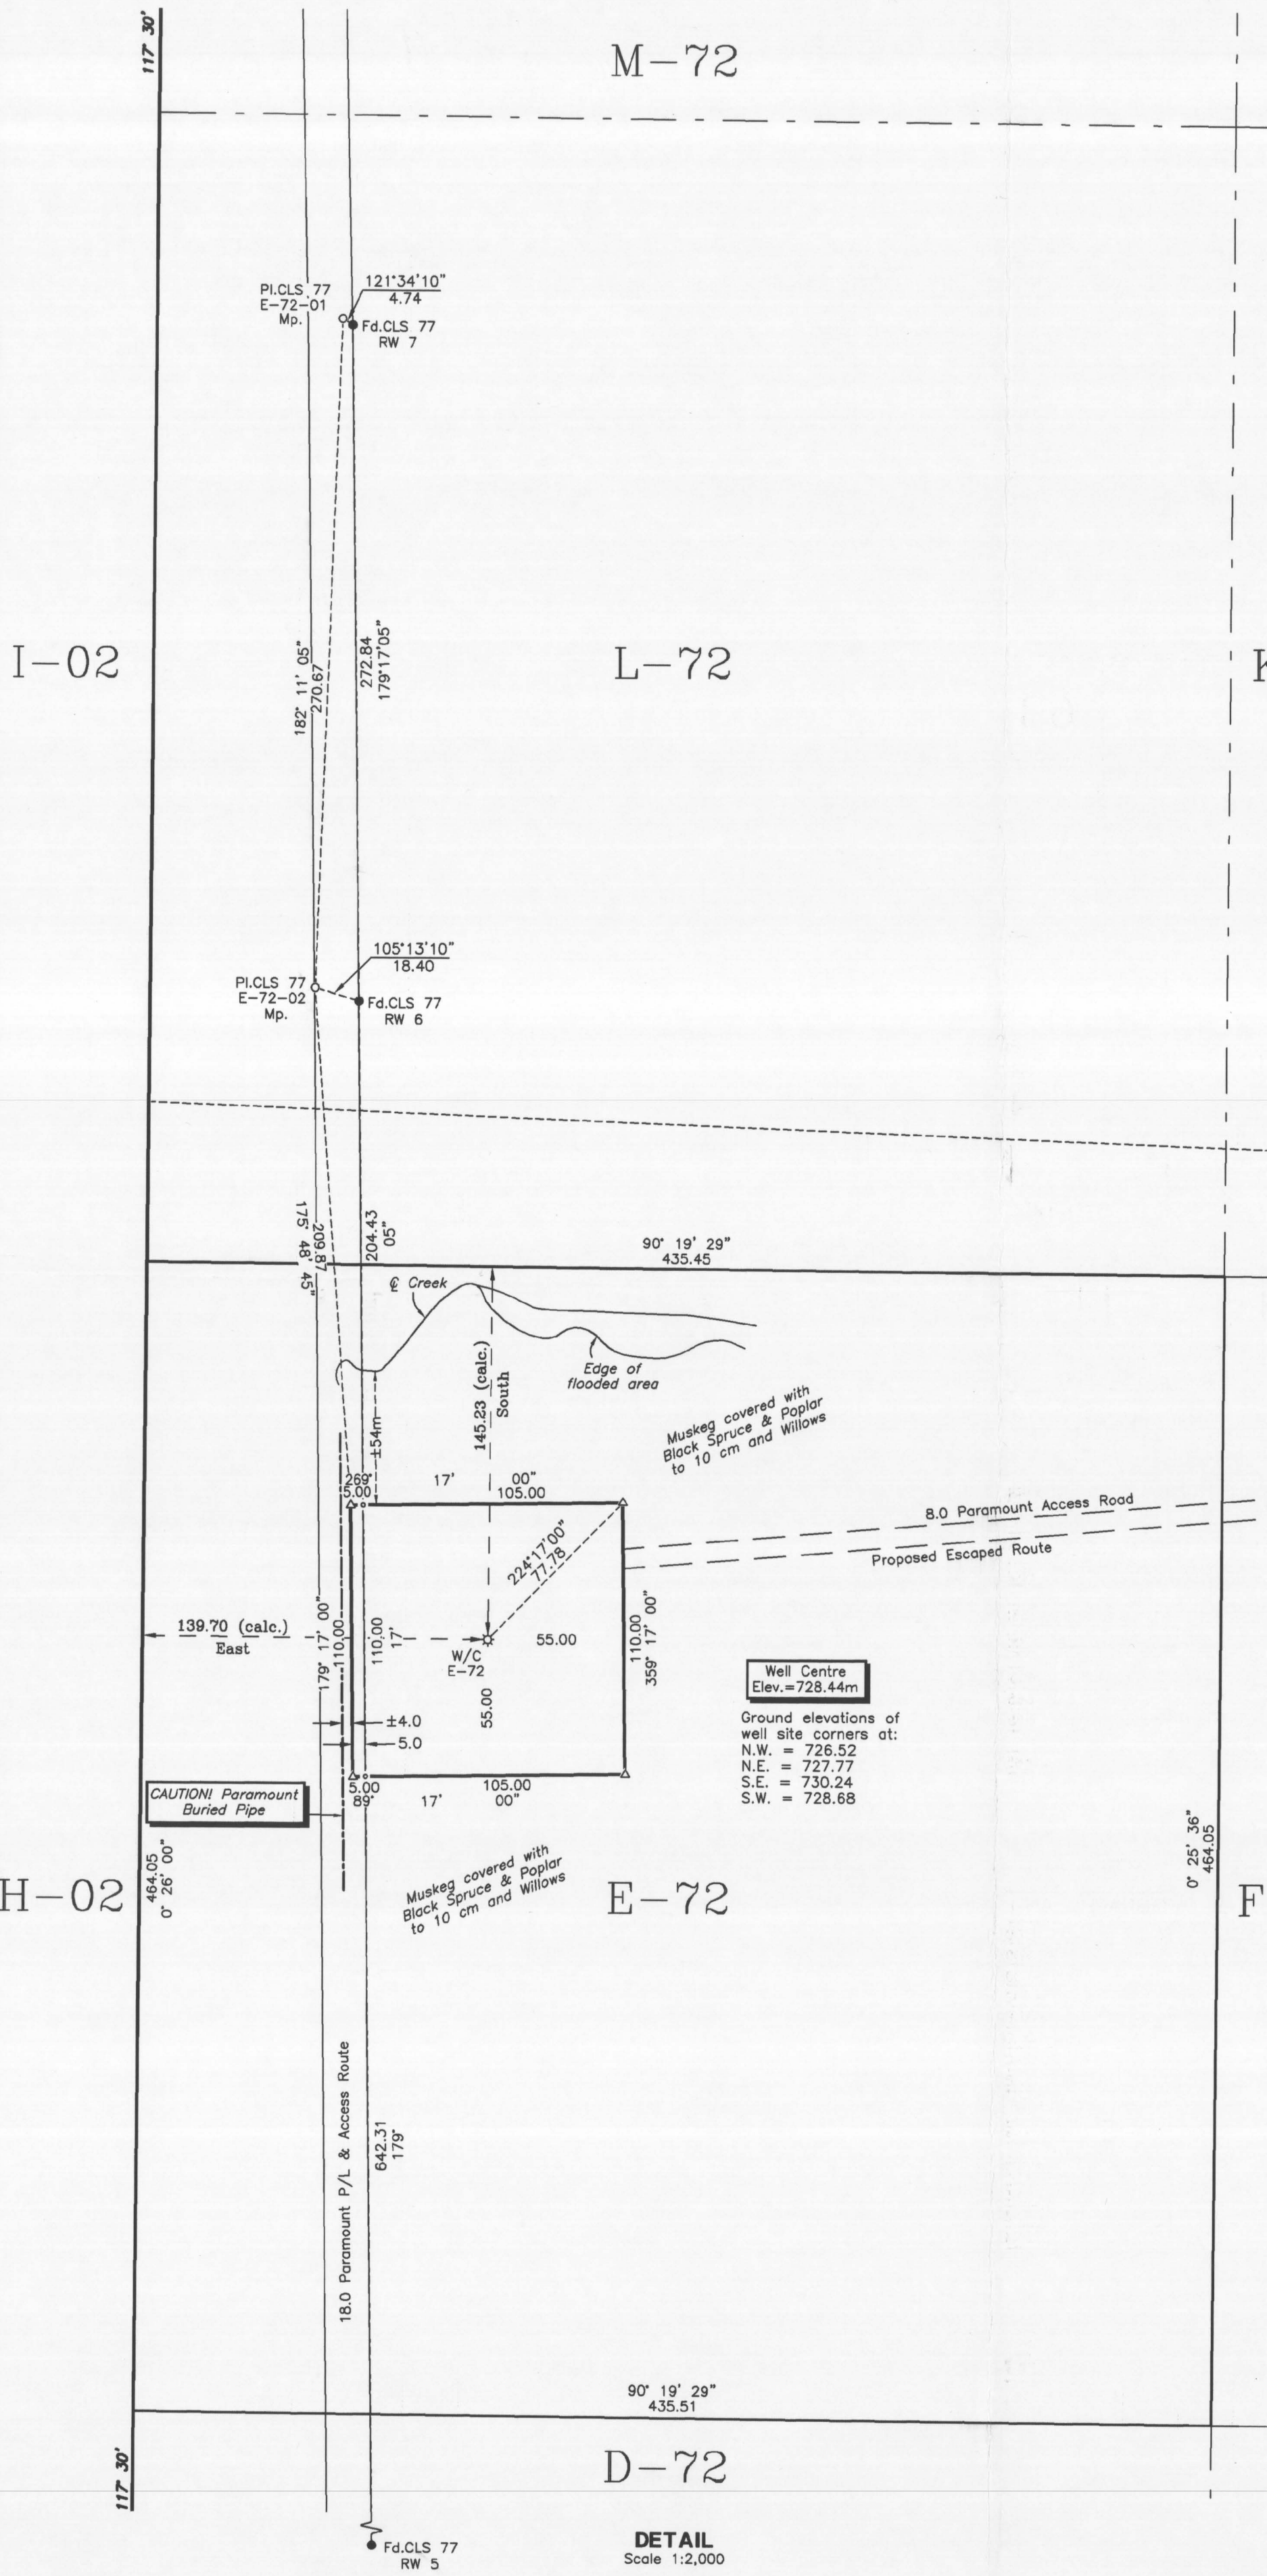 117° 30'
M-72
121°34'10"
4.74
Pl.CLS 77
E-72-01
Mp.
Fd.CLS 77
RW 7
I-02
182° 11' 05"
270.67
272.84
179°17'05"
L-72
K
105°13'10"
18.40
Pl.CLS 77
E-72-02
Mp.
Fd.CLS 77
RW 6
175° 48' 45"
209.87
204.43
05"
90° 19' 29"
435.45
℄ Creek
Edge of
flooded area
145.23 (calc.)
South
±54m
Muskeg covered with
Black Spruce & Poplar
to 10 cm and Willows
269° 17' 00"
5.00 105.00
8.0 Paramount Access Road
Proposed Escaped Route
224°17'00"
77.78
139.70 (calc.)
East
179° 17' 00"
110.00
110.00
17'
W/C
E-72
55.00
55.00
110.00
359° 17' 00"
Well Centre
Elev.=728.44m
Ground elevations of
well site corners at:
N.W. = 726.52
N.E. = 727.77
S.E. = 730.24
S.W. = 728.68
±4.0
5.0
5.00 105.00
89° 17' 00"
CAUTION! Paramount
Buried Pipe
Muskeg covered with
Black Spruce & Poplar
to 10 cm and Willows
H-02
464.05
0° 26' 00"
E-72
0° 25' 36"
464.05
F
18.0 Paramount P/L & Access Route
642.31
179°
90° 19' 29"
435.51
117° 30'
D-72
Fd.CLS 77
RW 5
DETAIL
Scale 1:2,000